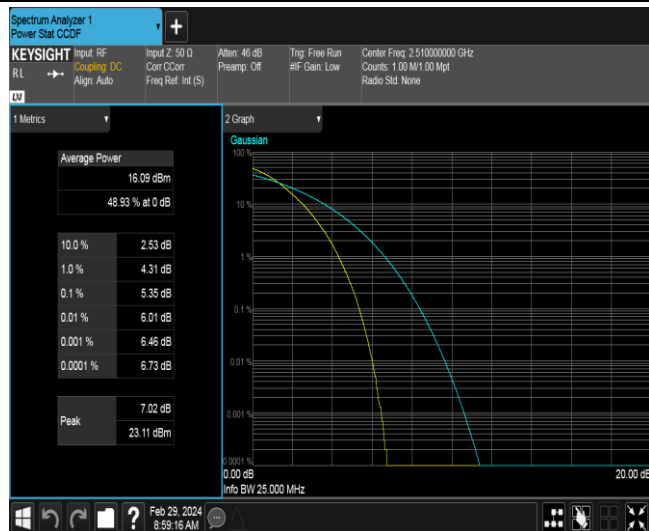 Spectrum Analyzer 1
Power Stat CCDF
+
KEYSIGHT
RL
LXI
Input: RF
Coupling: DC
Align: Auto
Input Z: 50 Ω
Corr CCorr
Freq Ref: Int (S)
Atten: 46 dB
Preamp: Off
Trig: Free Run
#IF Gain: Low
Center Freq: 2.510000000 GHz
Counts: 1.00 M/1.00 Mpt
Radio Std: None
1 Metrics
Average Power
16.09 dBm
48.93 % at 0 dB
10.0 % 2.53 dB
1.0 % 4.31 dB
0.1 % 5.35 dB
0.01 % 6.01 dB
0.001 % 6.46 dB
0.0001 % 6.73 dB
Peak
7.02 dB
23.11 dBm
2 Graph
Gaussian
100 %
10 %
1 %
0.1 %
0.01 %
0.001 %
0.0001 %
0.00 dB
20.00 dB
Info BW 25.000 MHz
?
Feb 29, 2024
8:59:16 AM